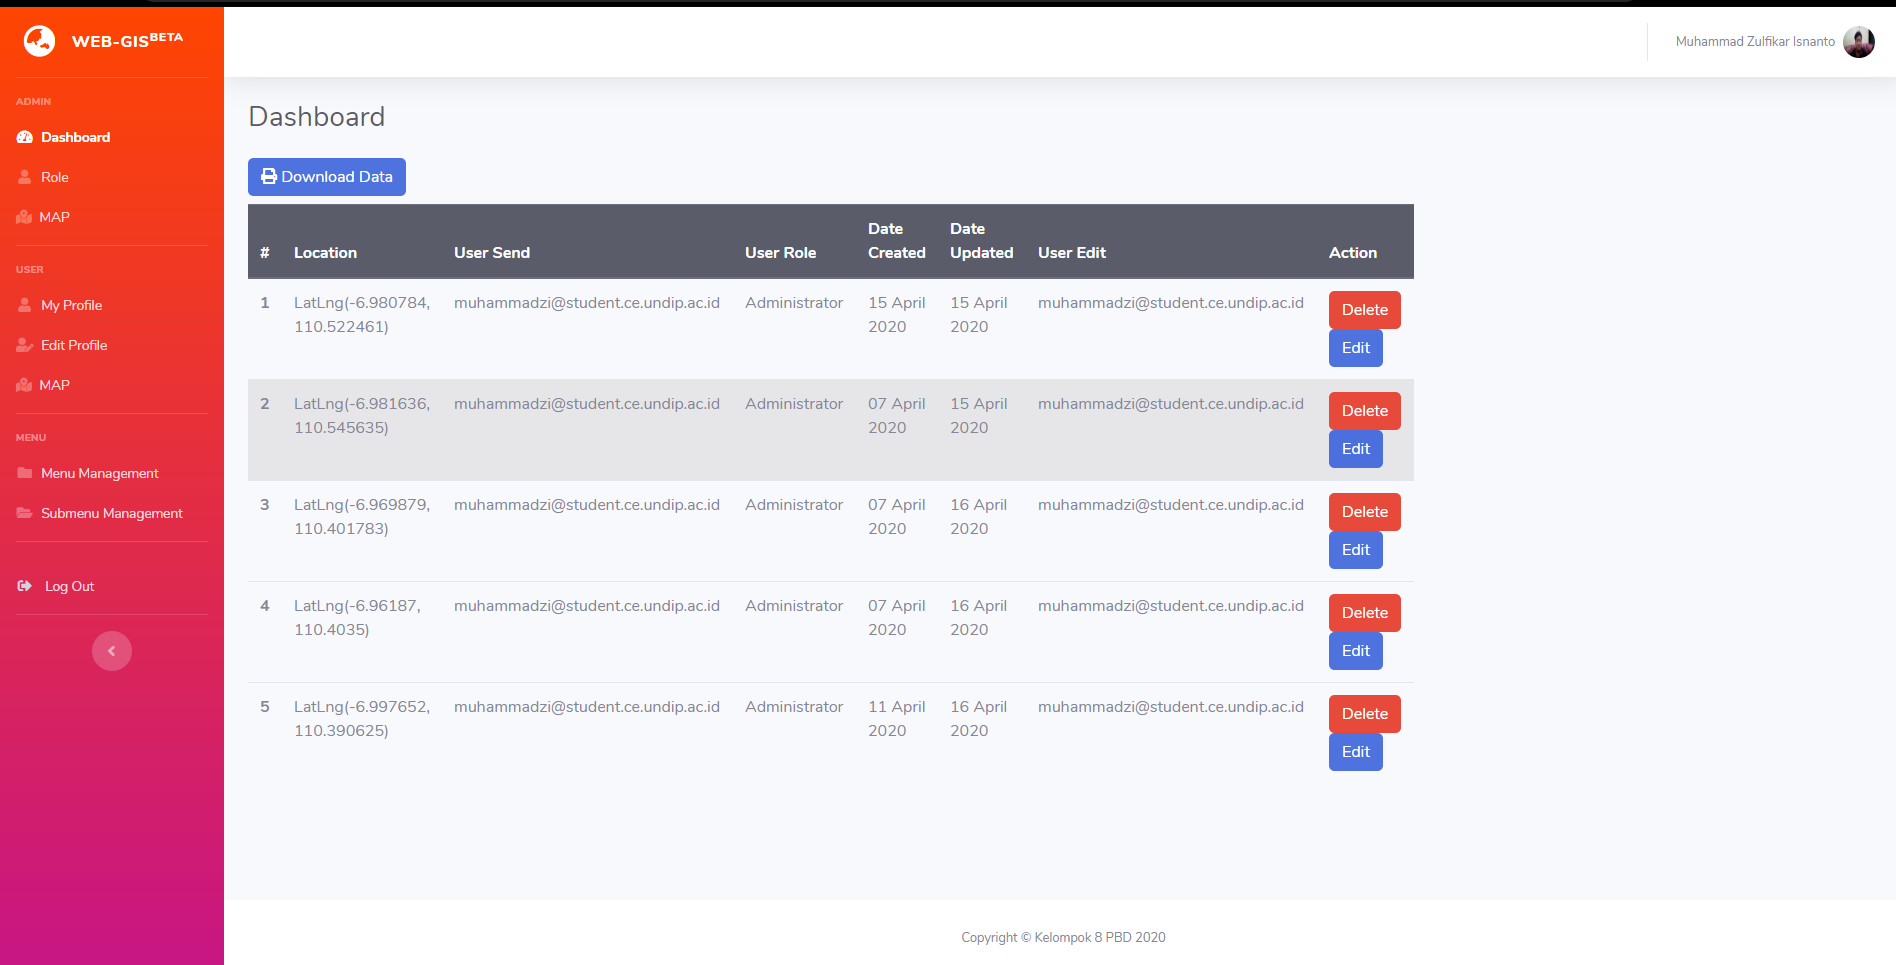 WEB-GISBETA
Muhammad Zulfikar Isnanto
ADMIN
Dashboard
Role
MAP
USER
My Profile
Edit Profile
MAP
MENU
Menu Management
Submenu Management
Log Out
Dashboard
Download Data
# Location User Send User Role Date Created Date Updated User Edit Action
1 LatLng(-6.980784, 110.522461) muhammadzi@student.ce.undip.ac.id Administrator 15 April 2020 15 April 2020 muhammadzi@student.ce.undip.ac.id Delete Edit
2 LatLng(-6.981636, 110.545635) muhammadzi@student.ce.undip.ac.id Administrator 07 April 2020 15 April 2020 muhammadzi@student.ce.undip.ac.id Delete Edit
3 LatLng(-6.969879, 110.401783) muhammadzi@student.ce.undip.ac.id Administrator 07 April 2020 16 April 2020 muhammadzi@student.ce.undip.ac.id Delete Edit
4 LatLng(-6.96187, 110.4035) muhammadzi@student.ce.undip.ac.id Administrator 07 April 2020 16 April 2020 muhammadzi@student.ce.undip.ac.id Delete Edit
5 LatLng(-6.997652, 110.390625) muhammadzi@student.ce.undip.ac.id Administrator 11 April 2020 16 April 2020 muhammadzi@student.ce.undip.ac.id Delete Edit
Copyright © Kelompok 8 PBD 2020